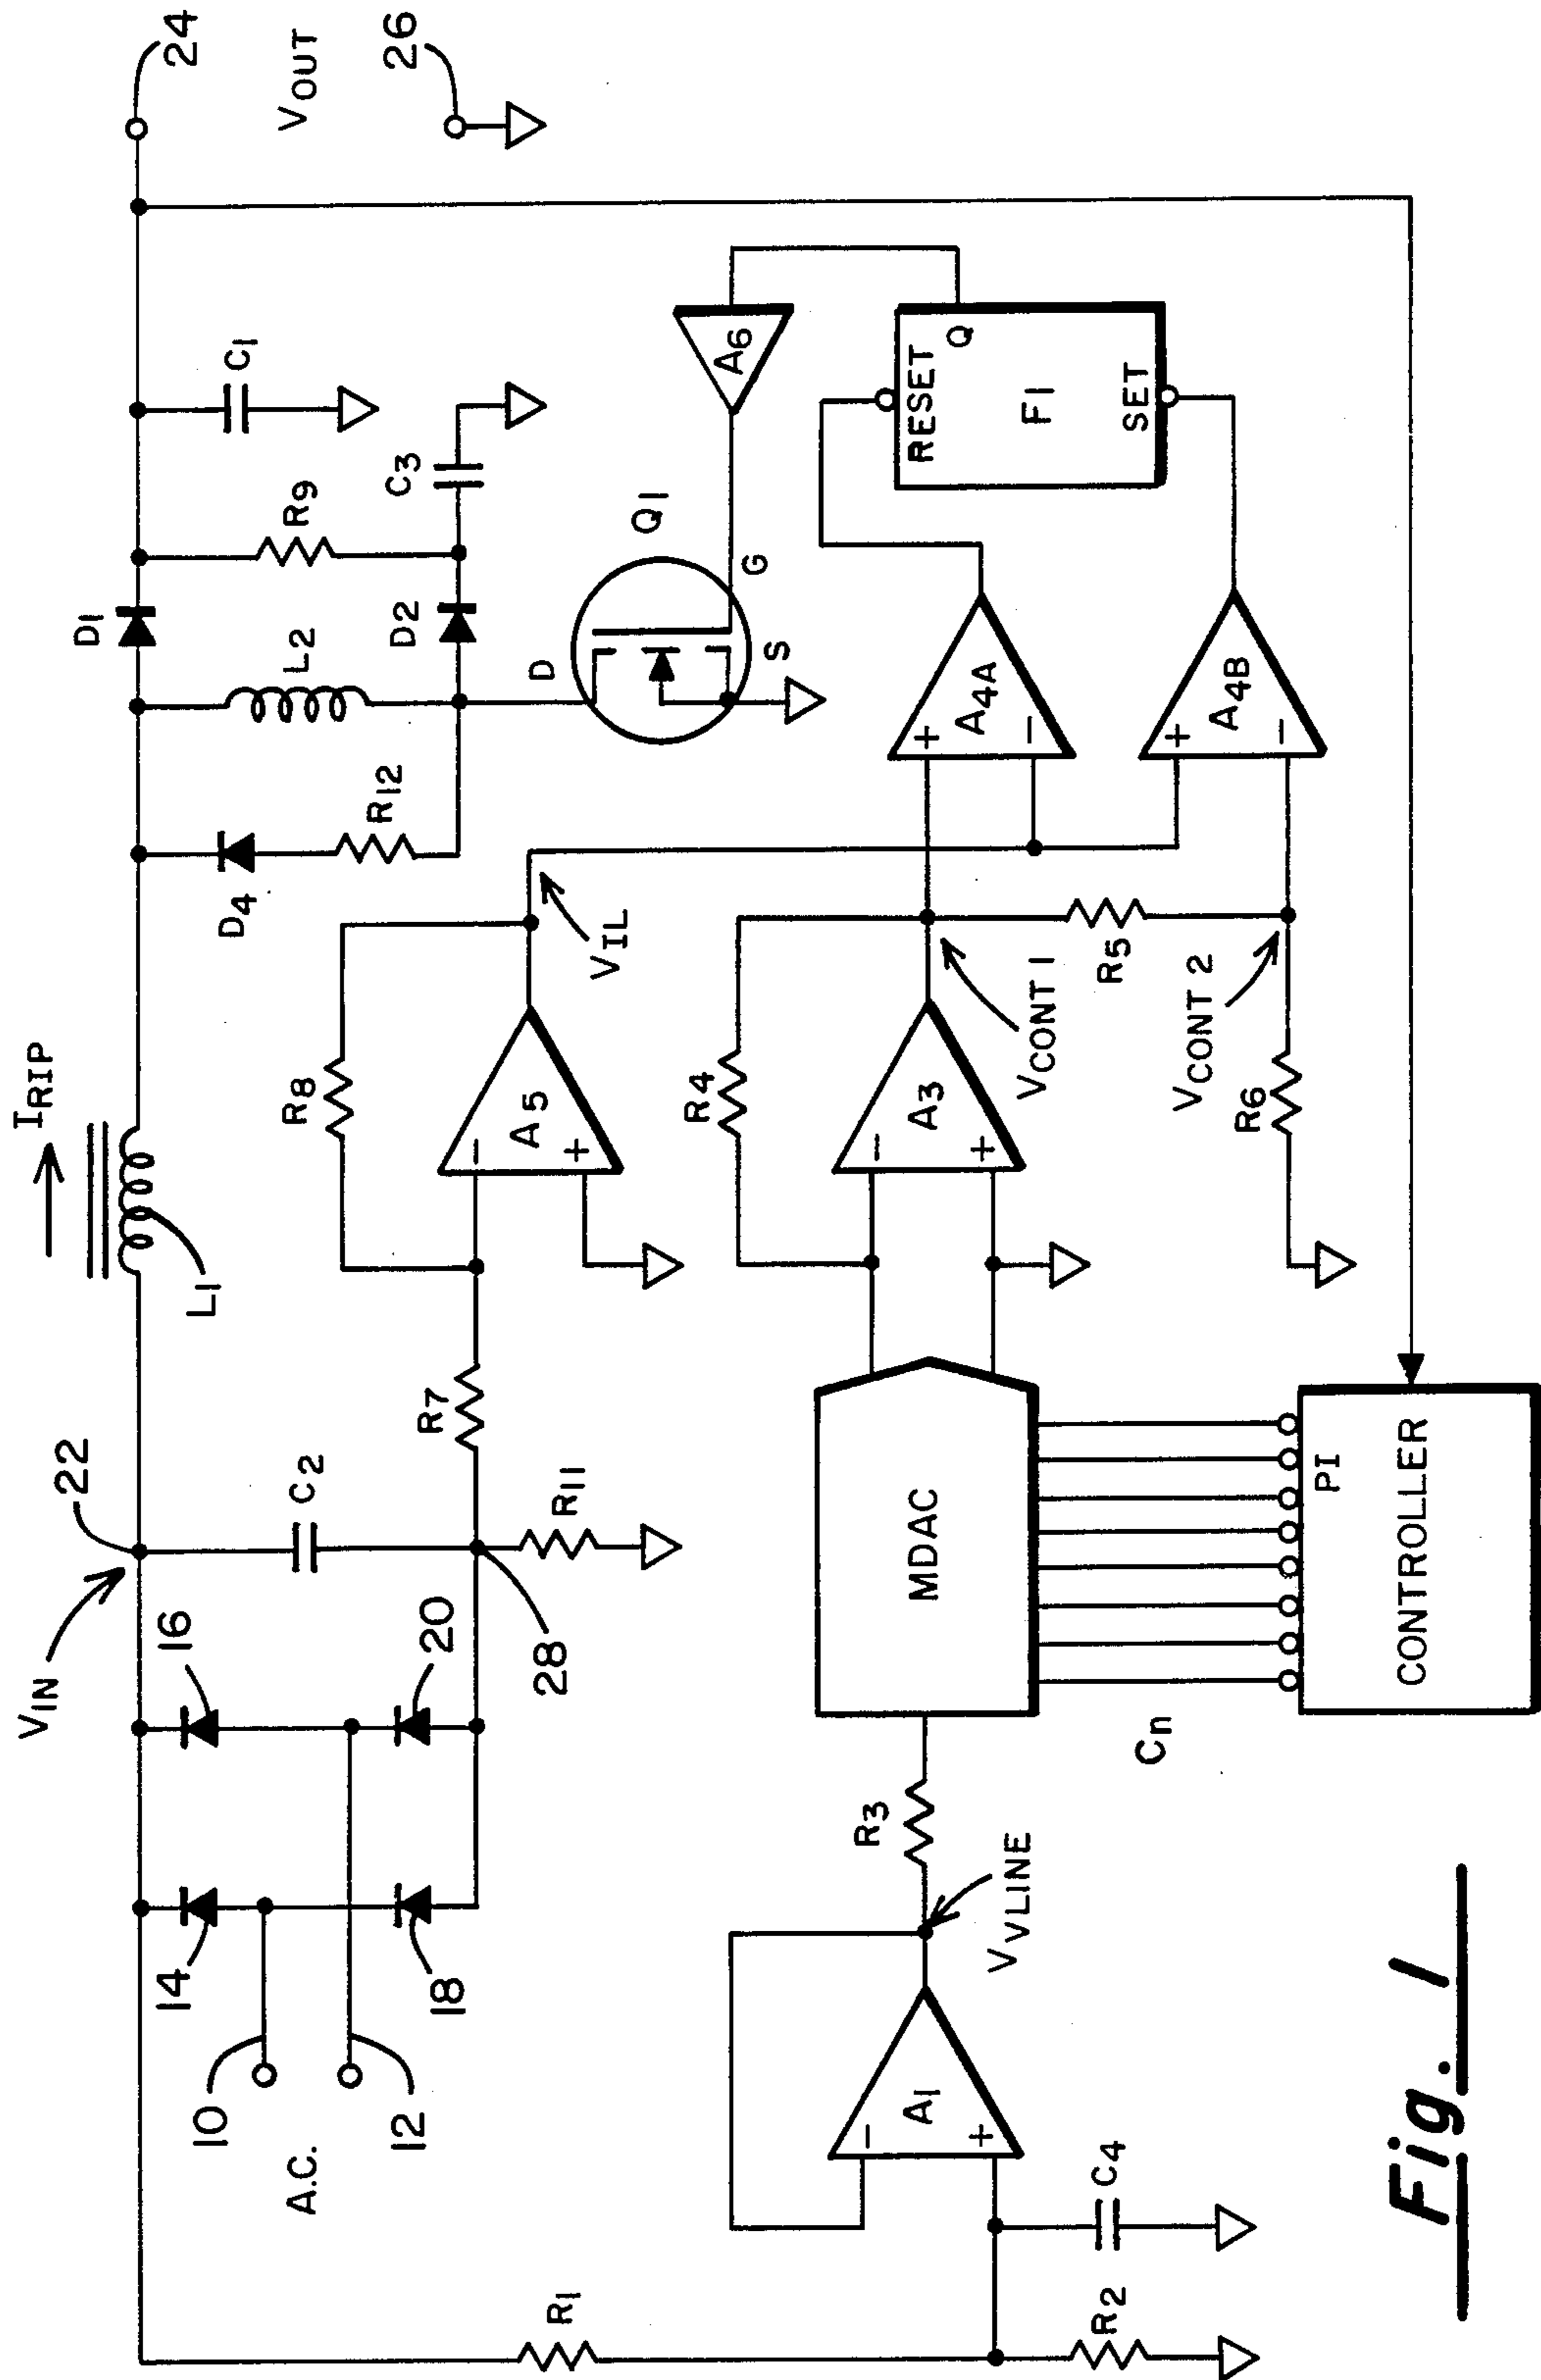 IRIP
VIN
22
L1
D1
24
14
16
C2
D4
L2
R9
C1
VOUT
10
A.C.
12
18
20
R12
D2
C3
26
28
R7
R11
R8
A5
-
+
VIL
D
Q1
G
S
R1
A1
-
+
VVLINE
R3
MDAC
R4
A3
-
+
VCONT 1
R5
A4A
+
-
A6
RESET
Q
F1
SET
C4
R2
Cn
VCONT 2
R6
A4B
+
-
P1
CONTROLLER
Fig. 1